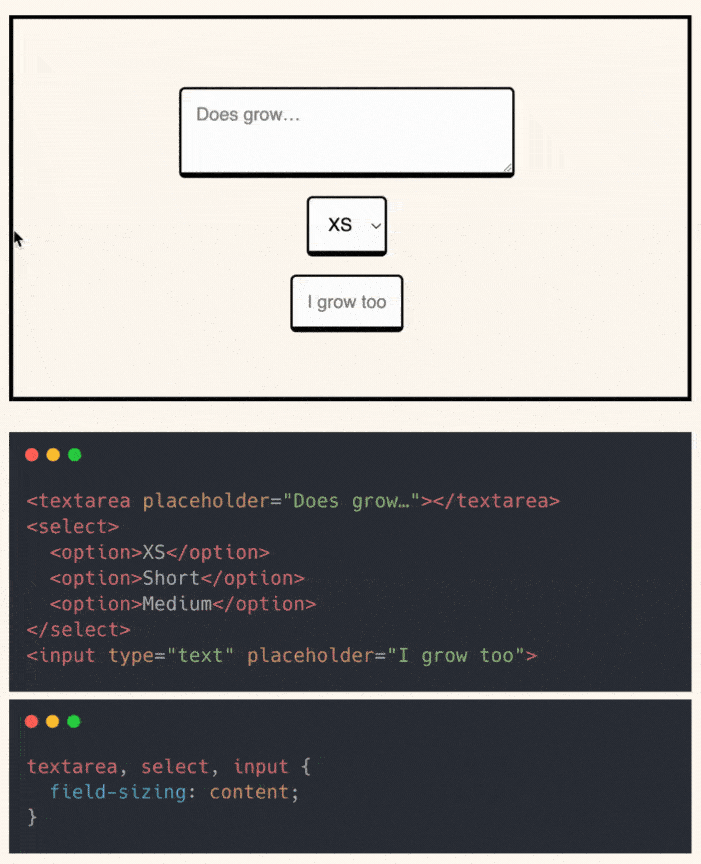 Does grow…
XS
I grow too
<textarea placeholder="Does grow…"></textarea>
<select>
  <option>XS</option>
  <option>Short</option>
  <option>Medium</option>
</select>
<input type="text" placeholder="I grow too">
textarea, select, input {
  field-sizing: content;
}